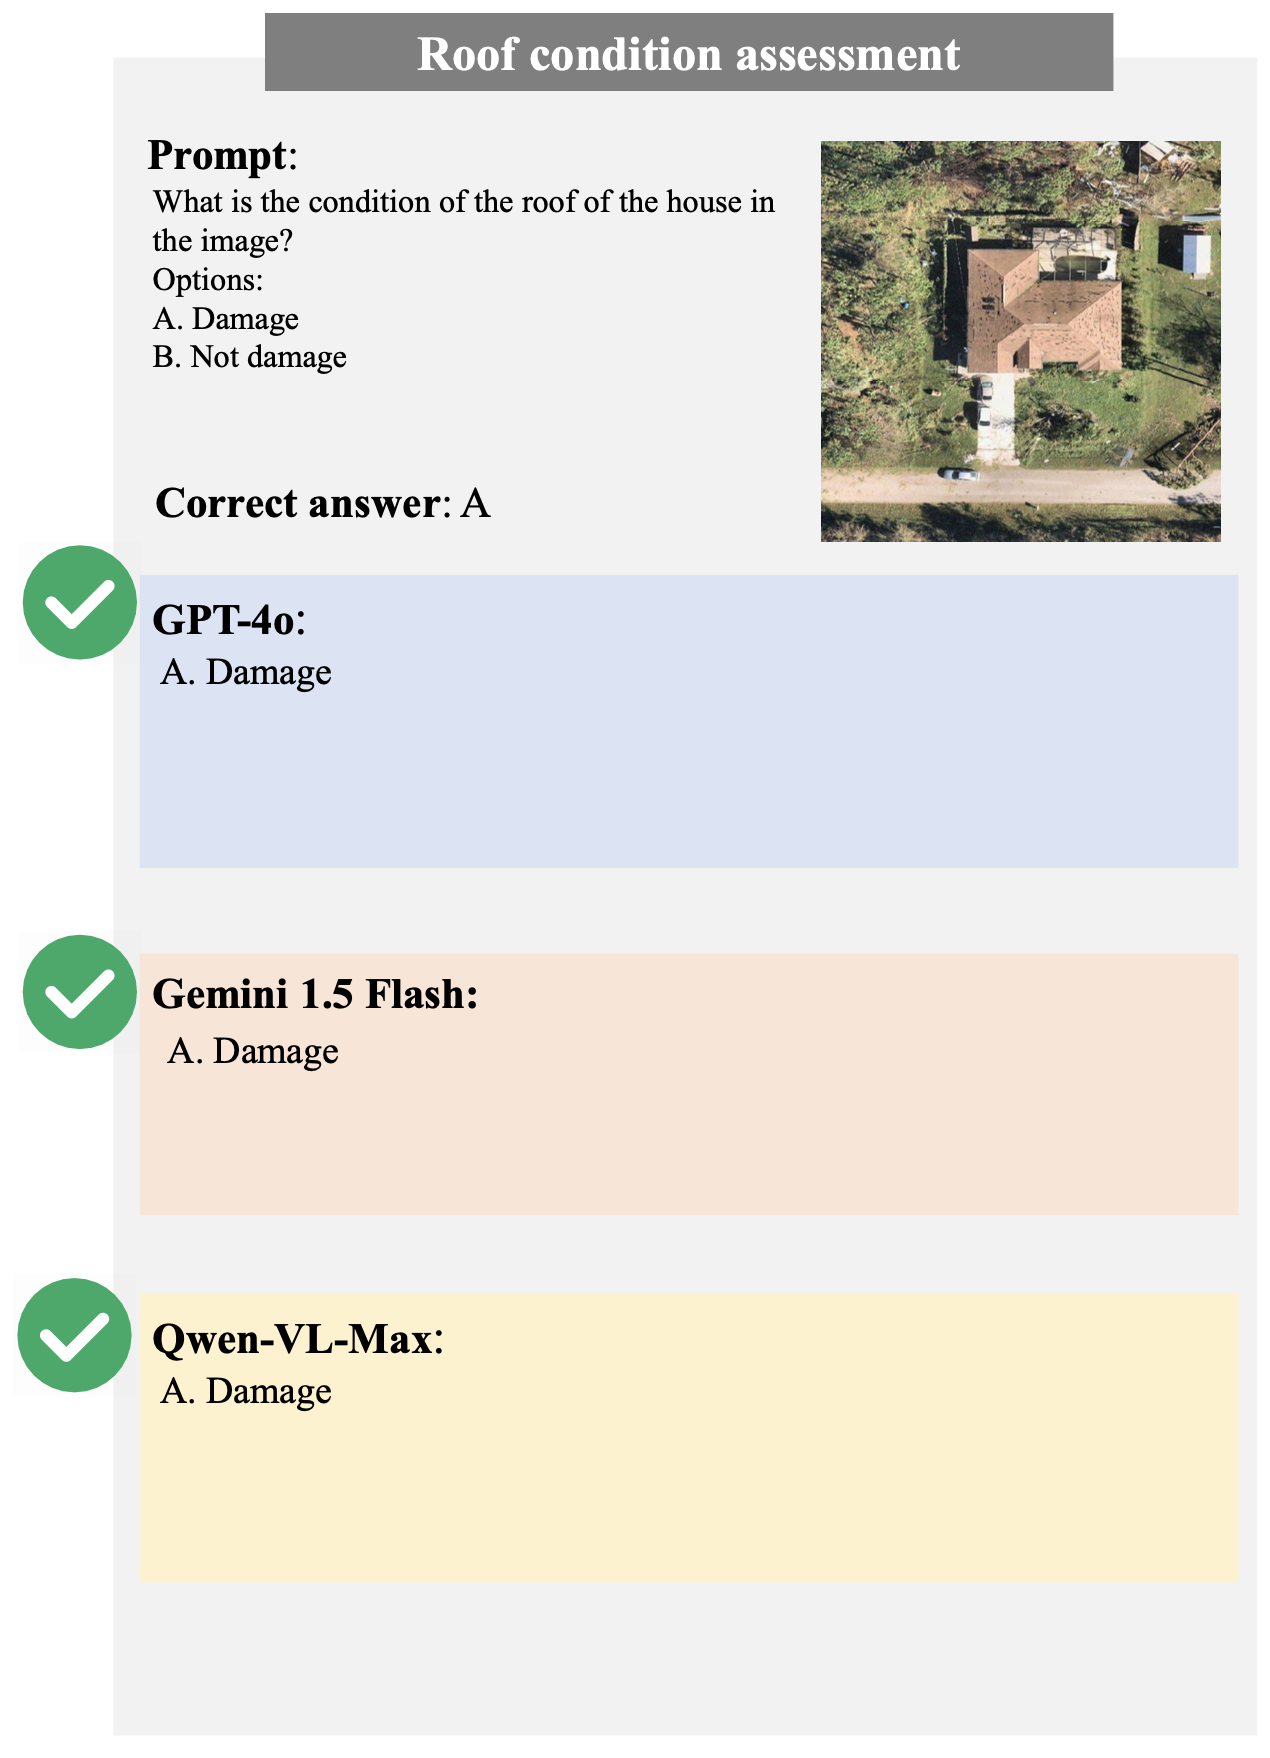 Roof condition assessment
Prompt:
What is the condition of the roof of the house in
the image?
Options:
A. Damage
B. Not damage
Correct answer: A
GPT-4o:
A. Damage
Gemini 1.5 Flash:
A. Damage
Qwen-VL-Max:
A. Damage